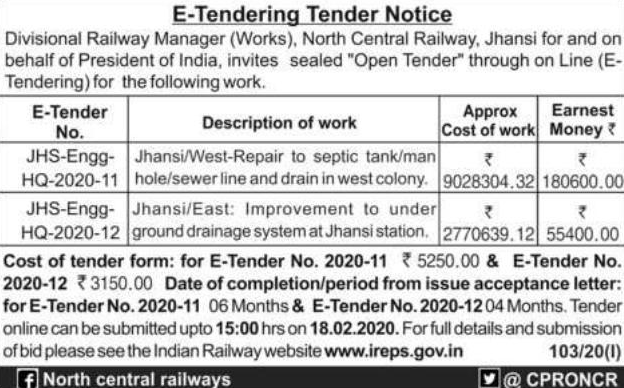 E-Tendering Tender Notice
Divisional Railway Manager (Works), North Central Railway, Jhansi for and on
behalf of President of India, invites sealed "Open Tender" through on Line (E-
Tendering) for the following work.
E-Tender No. Description of work Approx Cost of work Earnest Money ₹
JHS-Engg-HQ-2020-11 Jhansi/West-Repair to septic tank/man hole/sewer line and drain in west colony. ₹ 9028304.32 ₹ 180600.00
JHS-Engg-HQ-2020-12 Jhansi/East: Improvement to under ground drainage system at Jhansi station. ₹ 2770639.12 ₹ 55400.00
Cost of tender form: for E-Tender No. 2020-11 ₹ 5250.00 & E-Tender No.
2020-12 ₹ 3150.00 Date of completion/period from issue acceptance letter:
for E-Tender No. 2020-11 06 Months & E-Tender No. 2020-12 04 Months. Tender
online can be submitted upto 15:00 hrs on 18.02.2020. For full details and submission
of bid please see the Indian Railway website www.ireps.gov.in 103/20(I)
North central railways @ CPRONCR